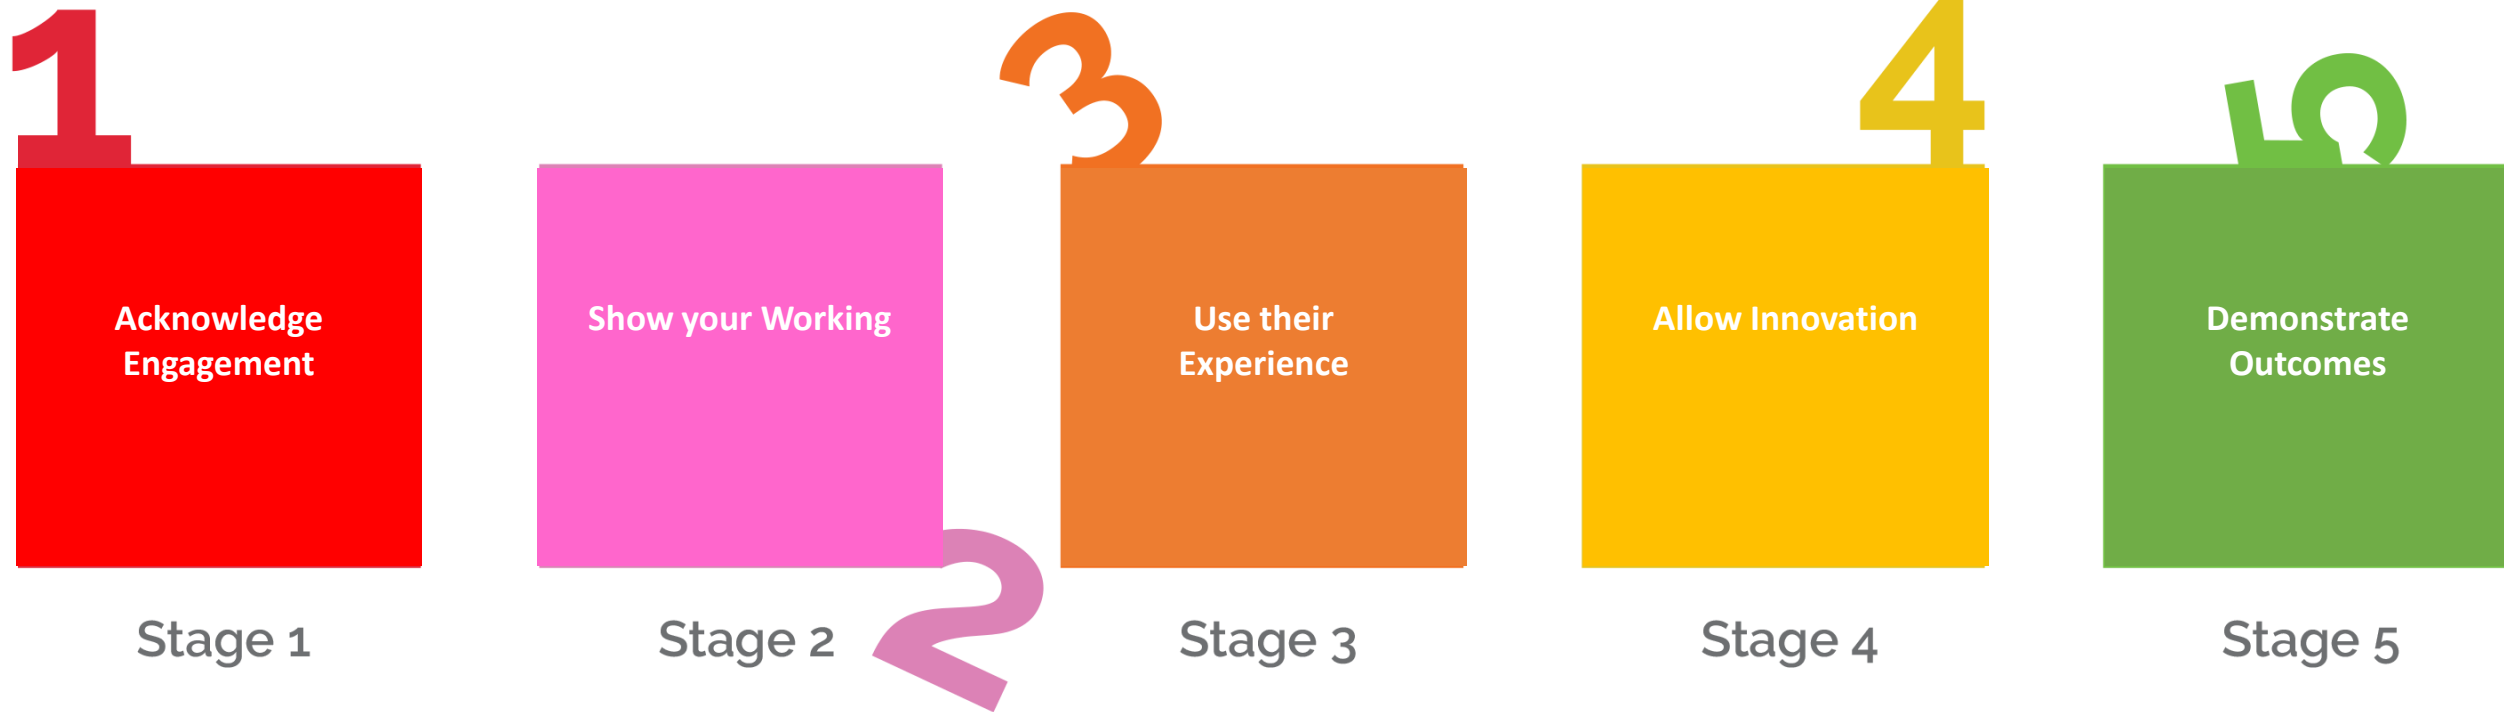 1
3
4
5
Acknowledge
Engagement
Show your Working
Use their
Experience
Allow Innovation
Demonstrate
Outcomes
2
Stage 1
Stage 2
Stage 3
Stage 4
Stage 5